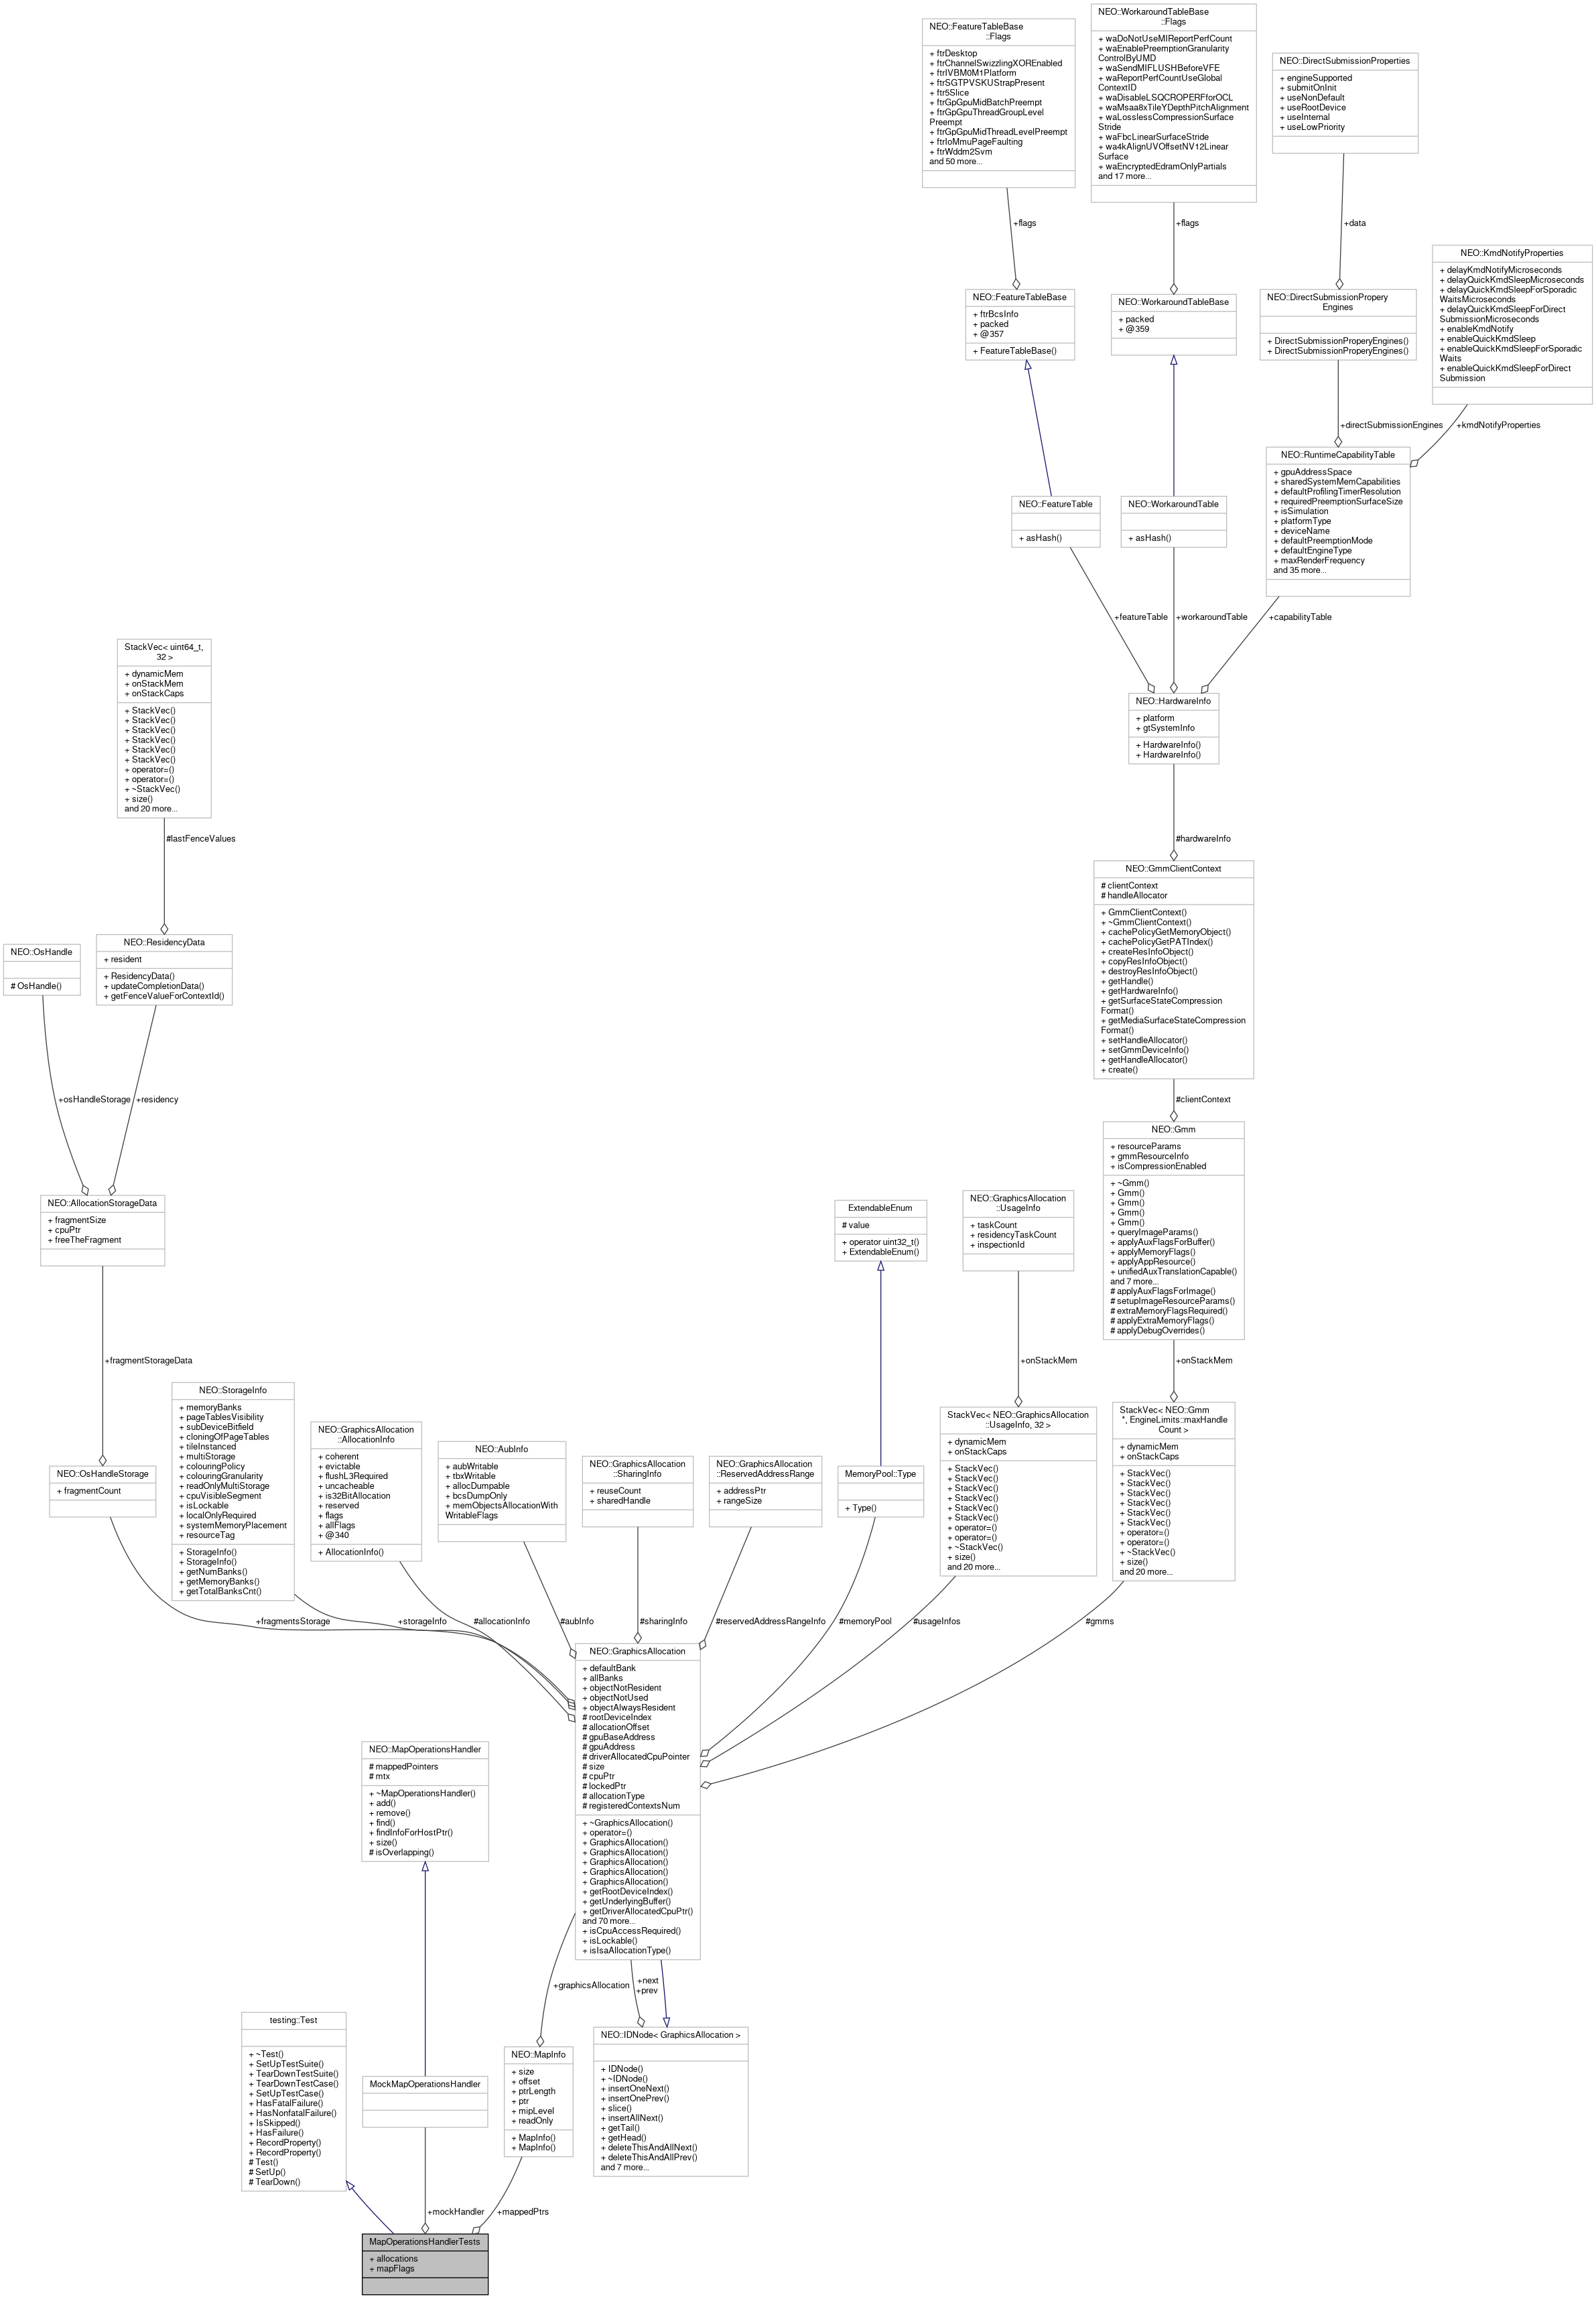 NEO::FeatureTableBase
::Flags
+ ftrDesktop
+ ftrChannelSwizzlingXOREnabled
+ ftrIVBM0M1Platform
+ ftrSGTPVSKUStrapPresent
+ ftr5Slice
+ ftrGpGpuMidBatchPreempt
+ ftrGpGpuThreadGroupLevel
Preempt
+ ftrGpGpuMidThreadLevelPreempt
+ ftrIoMmuPageFaulting
+ ftrWddm2Svm
and 50 more...
NEO::WorkaroundTableBase
::Flags
+ waDoNotUseMIReportPerfCount
+ waEnablePreemptionGranularity
ControlByUMD
+ waSendMIFLUSHBeforeVFE
+ waReportPerfCountUseGlobal
ContextID
+ waDisableLSQCROPERFforOCL
+ waMsaa8xTileYDepthPitchAlignment
+ waLosslessCompressionSurface
Stride
+ waFbcLinearSurfaceStride
+ wa4kAlignUVOffsetNV12Linear
Surface
+ waEncryptedEdramOnlyPartials
and 17 more...
NEO::DirectSubmissionProperties
+ engineSupported
+ submitOnInit
+ useNonDefault
+ useRootDevice
+ useInternal
+ useLowPriority
+flags
+flags
+data
NEO::KmdNotifyProperties
+ delayKmdNotifyMicroseconds
+ delayQuickKmdSleepMicroseconds
+ delayQuickKmdSleepForSporadic
WaitsMicroseconds
+ delayQuickKmdSleepForDirect
SubmissionMicroseconds
+ enableKmdNotify
+ enableQuickKmdSleep
+ enableQuickKmdSleepForSporadic
Waits
+ enableQuickKmdSleepForDirect
Submission
NEO::FeatureTableBase
+ ftrBcsInfo
+ packed
+ @357
+ FeatureTableBase()
NEO::WorkaroundTableBase
+ packed
+ @359
NEO::DirectSubmissionPropery
Engines
+ DirectSubmissionProperyEngines()
+ DirectSubmissionProperyEngines()
+directSubmissionEngines
+kmdNotifyProperties
NEO::RuntimeCapabilityTable
+ gpuAddressSpace
+ sharedSystemMemCapabilities
+ defaultProfilingTimerResolution
+ requiredPreemptionSurfaceSize
+ isSimulation
+ platformType
+ deviceName
+ defaultPreemptionMode
+ defaultEngineType
+ maxRenderFrequency
and 35 more...
NEO::FeatureTable
+ asHash()
NEO::WorkaroundTable
+ asHash()
+featureTable
+workaroundTable
+capabilityTable
StackVec< uint64_t,
32 >
+ dynamicMem
+ onStackMem
+ onStackCaps
+ StackVec()
+ StackVec()
+ StackVec()
+ StackVec()
+ StackVec()
+ StackVec()
+ operator=()
+ operator=()
+ ~StackVec()
+ size()
and 20 more...
NEO::HardwareInfo
+ platform
+ gtSystemInfo
+ HardwareInfo()
+ HardwareInfo()
#lastFenceValues
#hardwareInfo
NEO::GmmClientContext
# clientContext
# handleAllocator
+ GmmClientContext()
+ ~GmmClientContext()
+ cachePolicyGetMemoryObject()
+ cachePolicyGetPATIndex()
+ createResInfoObject()
+ copyResInfoObject()
+ destroyResInfoObject()
+ getHandle()
+ getHardwareInfo()
+ getSurfaceStateCompression
Format()
+ getMediaSurfaceStateCompression
Format()
+ setHandleAllocator()
+ setGmmDeviceInfo()
+ getHandleAllocator()
+ create()
NEO::OsHandle
# OsHandle()
NEO::ResidencyData
+ resident
+ ResidencyData()
+ updateCompletionData()
+ getFenceValueForContextId()
+osHandleStorage
+residency
#clientContext
NEO::Gmm
+ resourceParams
+ gmmResourceInfo
+ isCompressionEnabled
+ ~Gmm()
+ Gmm()
+ Gmm()
+ Gmm()
+ Gmm()
+ queryImageParams()
+ applyAuxFlagsForBuffer()
+ applyMemoryFlags()
+ applyAppResource()
+ unifiedAuxTranslationCapable()
and 7 more...
# applyAuxFlagsForImage()
# setupImageResourceParams()
# extraMemoryFlagsRequired()
# applyExtraMemoryFlags()
# applyDebugOverrides()
NEO::AllocationStorageData
+ fragmentSize
+ cpuPtr
+ freeTheFragment
ExtendableEnum
# value
+ operator uint32_t()
+ ExtendableEnum()
NEO::GraphicsAllocation
::UsageInfo
+ taskCount
+ residencyTaskCount
+ inspectionId
+fragmentStorageData
+onStackMem
+onStackMem
NEO::OsHandleStorage
+ fragmentCount
NEO::StorageInfo
+ memoryBanks
+ pageTablesVisibility
+ subDeviceBitfield
+ cloningOfPageTables
+ tileInstanced
+ multiStorage
+ colouringPolicy
+ colouringGranularity
+ readOnlyMultiStorage
+ cpuVisibleSegment
+ isLockable
+ localOnlyRequired
+ systemMemoryPlacement
+ resourceTag
+ StorageInfo()
+ StorageInfo()
+ getNumBanks()
+ getMemoryBanks()
+ getTotalBanksCnt()
NEO::GraphicsAllocation
::AllocationInfo
+ coherent
+ evictable
+ flushL3Required
+ uncacheable
+ is32BitAllocation
+ reserved
+ flags
+ allFlags
+ @340
+ AllocationInfo()
NEO::AubInfo
+ aubWritable
+ tbxWritable
+ allocDumpable
+ bcsDumpOnly
+ memObjectsAllocationWith
WritableFlags
NEO::GraphicsAllocation
::SharingInfo
+ reuseCount
+ sharedHandle
NEO::GraphicsAllocation
::ReservedAddressRange
+ addressPtr
+ rangeSize
MemoryPool::Type
+ Type()
StackVec< NEO::GraphicsAllocation
::UsageInfo, 32 >
+ dynamicMem
+ onStackCaps
+ StackVec()
+ StackVec()
+ StackVec()
+ StackVec()
+ StackVec()
+ StackVec()
+ operator=()
+ operator=()
+ ~StackVec()
+ size()
and 20 more...
StackVec< NEO::Gmm
*, EngineLimits::maxHandle
Count >
+ dynamicMem
+ onStackCaps
+ StackVec()
+ StackVec()
+ StackVec()
+ StackVec()
+ StackVec()
+ StackVec()
+ operator=()
+ operator=()
+ ~StackVec()
+ size()
and 20 more...
+fragmentsStorage
+storageInfo
#allocationInfo
#aubInfo
#sharingInfo
#reservedAddressRangeInfo
#memoryPool
#usageInfos
#gmms
NEO::GraphicsAllocation
+ defaultBank
+ allBanks
+ objectNotResident
+ objectNotUsed
+ objectAlwaysResident
# rootDeviceIndex
# allocationOffset
# gpuBaseAddress
# gpuAddress
# driverAllocatedCpuPointer
# size
# cpuPtr
# lockedPtr
# allocationType
# registeredContextsNum
+ ~GraphicsAllocation()
+ operator=()
+ GraphicsAllocation()
+ GraphicsAllocation()
+ GraphicsAllocation()
+ GraphicsAllocation()
+ GraphicsAllocation()
+ getRootDeviceIndex()
+ getUnderlyingBuffer()
+ getDriverAllocatedCpuPtr()
and 70 more...
+ isCpuAccessRequired()
+ isLockable()
+ isIsaAllocationType()
NEO::MapOperationsHandler
# mappedPointers
# mtx
+ ~MapOperationsHandler()
+ add()
+ remove()
+ find()
+ findInfoForHostPtr()
+ size()
# isOverlapping()
+graphicsAllocation
+next
+prev
testing::Test
+ ~Test()
+ SetUpTestSuite()
+ TearDownTestSuite()
+ TearDownTestCase()
+ SetUpTestCase()
+ HasFatalFailure()
+ HasNonfatalFailure()
+ IsSkipped()
+ HasFailure()
+ RecordProperty()
+ RecordProperty()
# Test()
# SetUp()
# TearDown()
MockMapOperationsHandler
NEO::MapInfo
+ size
+ offset
+ ptrLength
+ ptr
+ mipLevel
+ readOnly
+ MapInfo()
+ MapInfo()
NEO::IDNode< GraphicsAllocation >
+ IDNode()
+ ~IDNode()
+ insertOneNext()
+ insertOnePrev()
+ slice()
+ insertAllNext()
+ getTail()
+ getHead()
+ deleteThisAndAllNext()
+ deleteThisAndAllPrev()
and 7 more...
+mockHandler
+mappedPtrs
MapOperationsHandlerTests
+ allocations
+ mapFlags